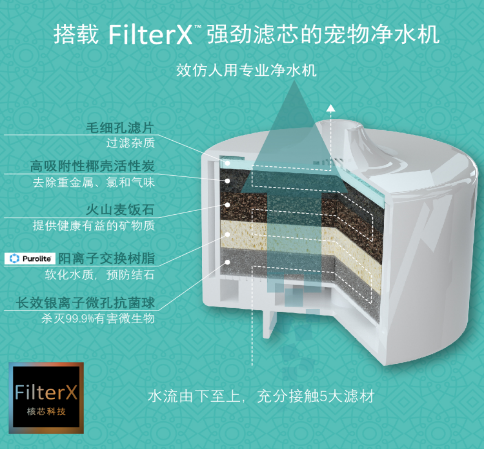 搭载 FilterX™ 强劲滤芯的宠物净水机
效仿人用专业净水机
毛细孔滤片
过滤杂质
高吸附性椰壳活性炭
去除重金属、氯和气味
火山麦饭石
提供健康有益的矿物质
Purolite 阳离子交换树脂
软化水质，预防结石
长效银离子微孔抗菌球
杀灭99.9%有害微生物
FilterX
核芯科技
水流由下至上，充分接触5大滤材